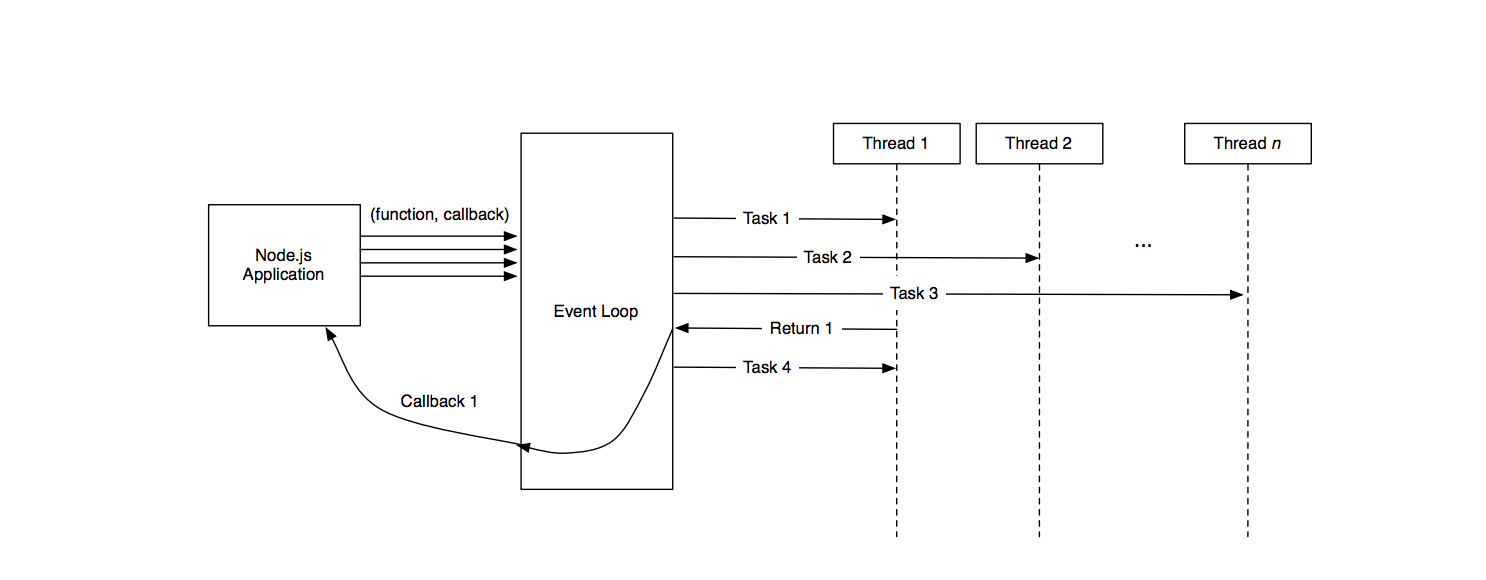 Thread 1
Thread 2
Thread n
(function, callback)
Task 1
...
Node.js
Application
Task 2
Task 3
Event Loop
Return 1
Task 4
Callback 1